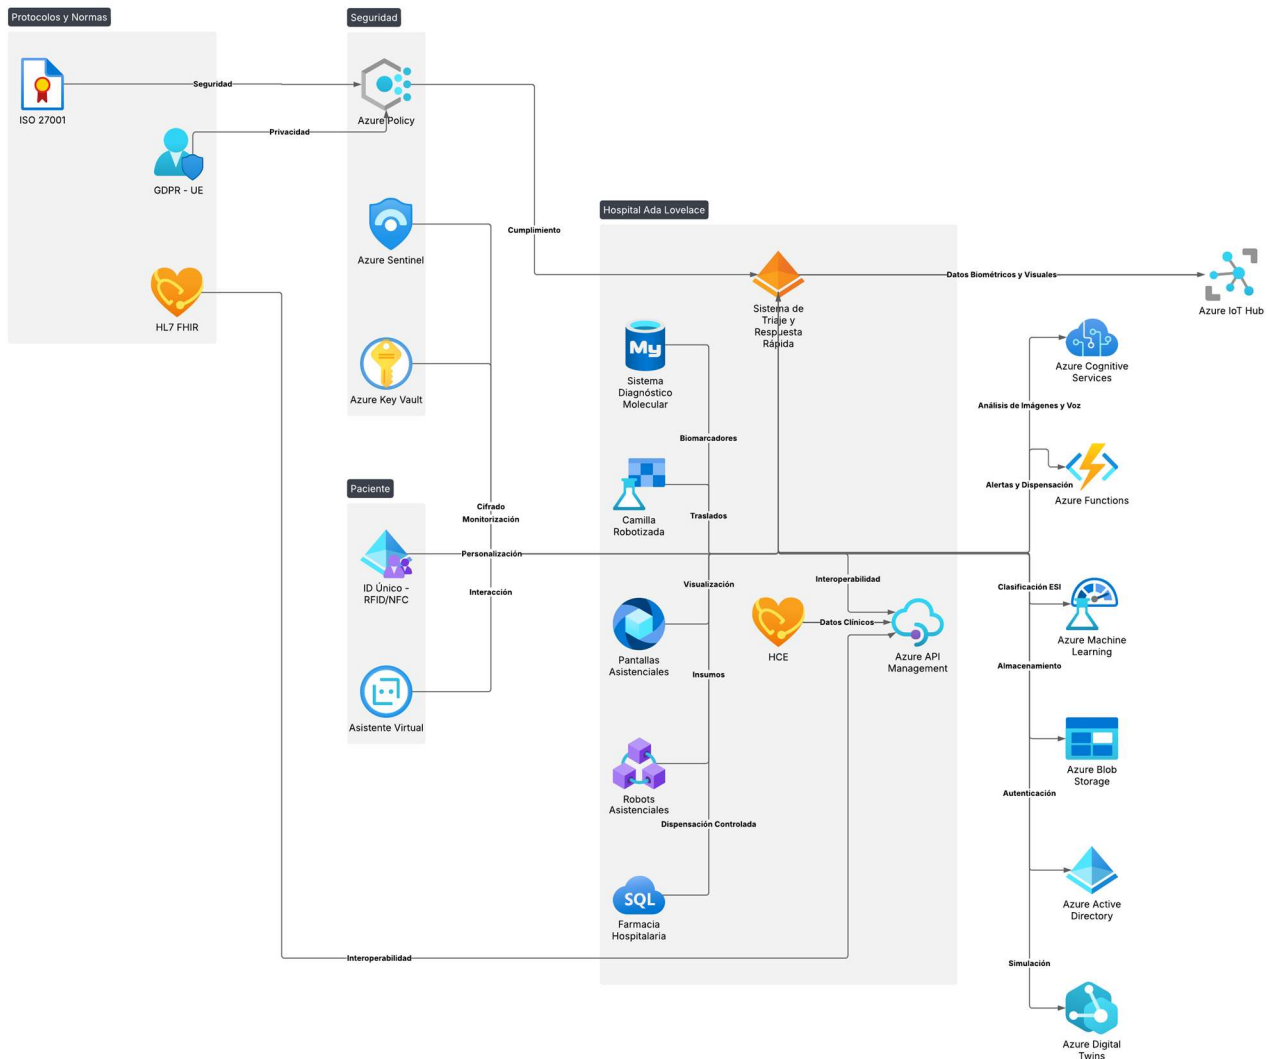 Protocolos y Normas
Seguridad
ISO 27001
Seguridad
Azure Policy
Privacidad
GDPR - UE
HL7 FHIR
Azure Sentinel
Azure Key Vault
Cumplimiento
Cifrado
Monitorización
Paciente
Personalización
ID Único -
RFID/NFC
Interacción
Asistente Virtual
Interoperabilidad
Hospital Ada Lovelace
Sistema de
Triaje y
Respuesta
Rápida
Datos Biométricos y Visuales
Azure IoT Hub
My
Sistema
Diagnóstico
Molecular
Biomarcadores
Camilla
Robotizada
Traslados
Visualización
Pantallas
Asistenciales
Insumos
Robots
Asistenciales
Dispensación Controlada
SQL
Farmacia
Hospitalaria
Interoperabilidad
HCE
Datos Clínicos
Azure API
Management
Azure Cognitive
Services
Análisis de Imágenes y Voz
Alertas y Dispensación
Azure Functions
Clasificación ESI
Azure Machine
Learning
Almacenamiento
Azure Blob
Storage
Autenticación
Azure Active
Directory
Simulación
Azure Digital
Twins